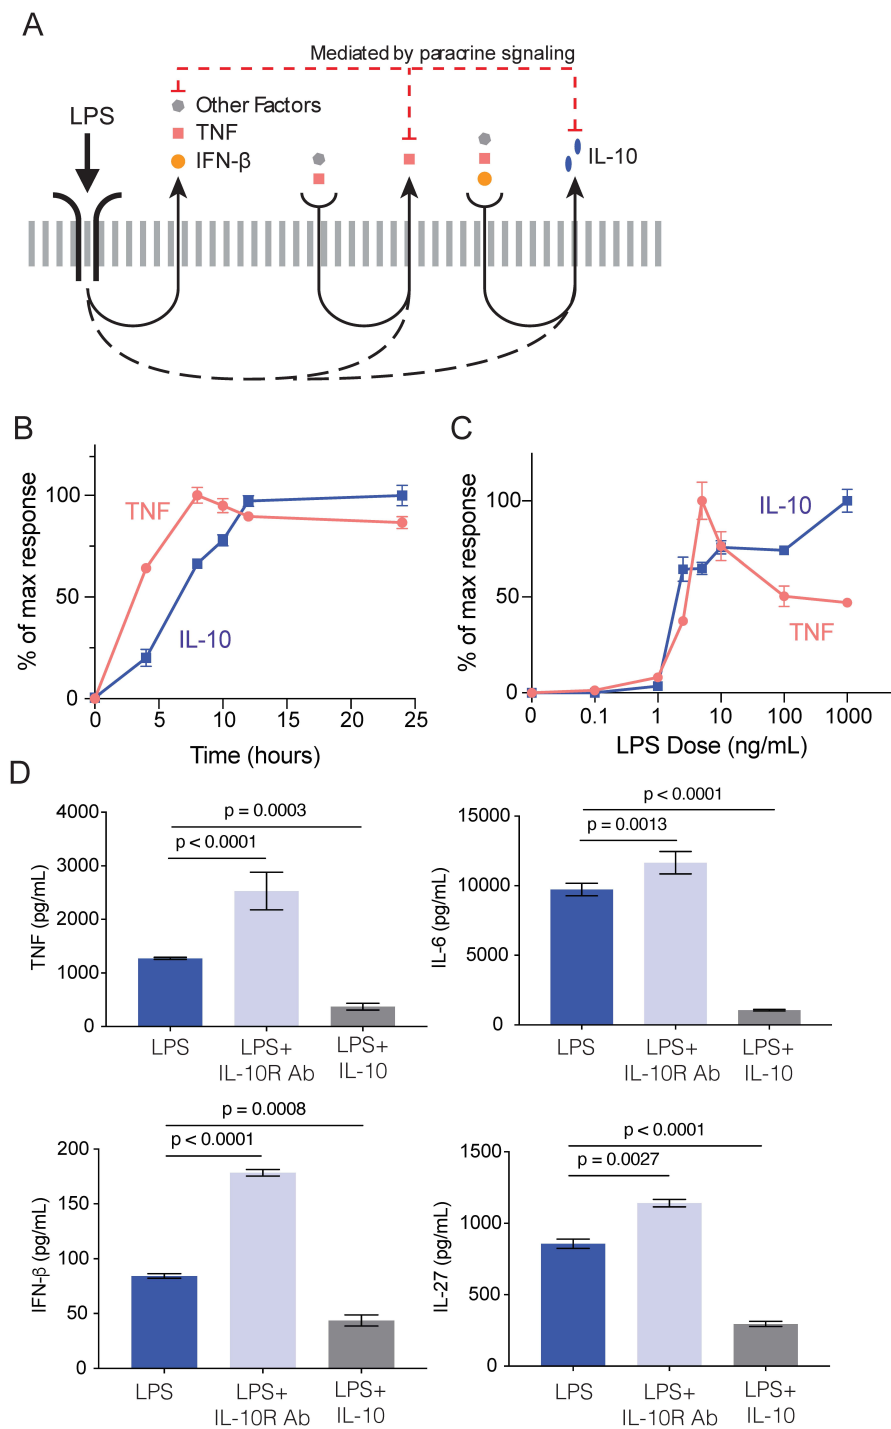 A
Mediated by paracrine signaling
Other Factors
LPS
TNF
IFN-β
IL-10
B
C
% of max response
100
50
0
TNF
IL-10
0
5
10
15
20
25
Time (hours)
% of max response
100
50
0
IL-10
TNF
0
0.1
1
10
100
1000
LPS Dose (ng/mL)
D
TNF (pg/mL)
4000
3000
2000
1000
0
p = 0.0003
p < 0.0001
LPS
LPS+
IL-10R Ab
LPS+
IL-10
IL-6 (pg/mL)
15000
10000
5000
0
p < 0.0001
p = 0.0013
LPS
LPS+
IL-10R Ab
LPS+
IL-10
IFN-β (pg/mL)
200
150
100
50
0
p = 0.0008
p < 0.0001
LPS
LPS+
IL-10R Ab
LPS+
IL-10
IL-27 (pg/mL)
1500
1000
500
0
p < 0.0001
p = 0.0027
LPS
LPS+
IL-10R Ab
LPS+
IL-10